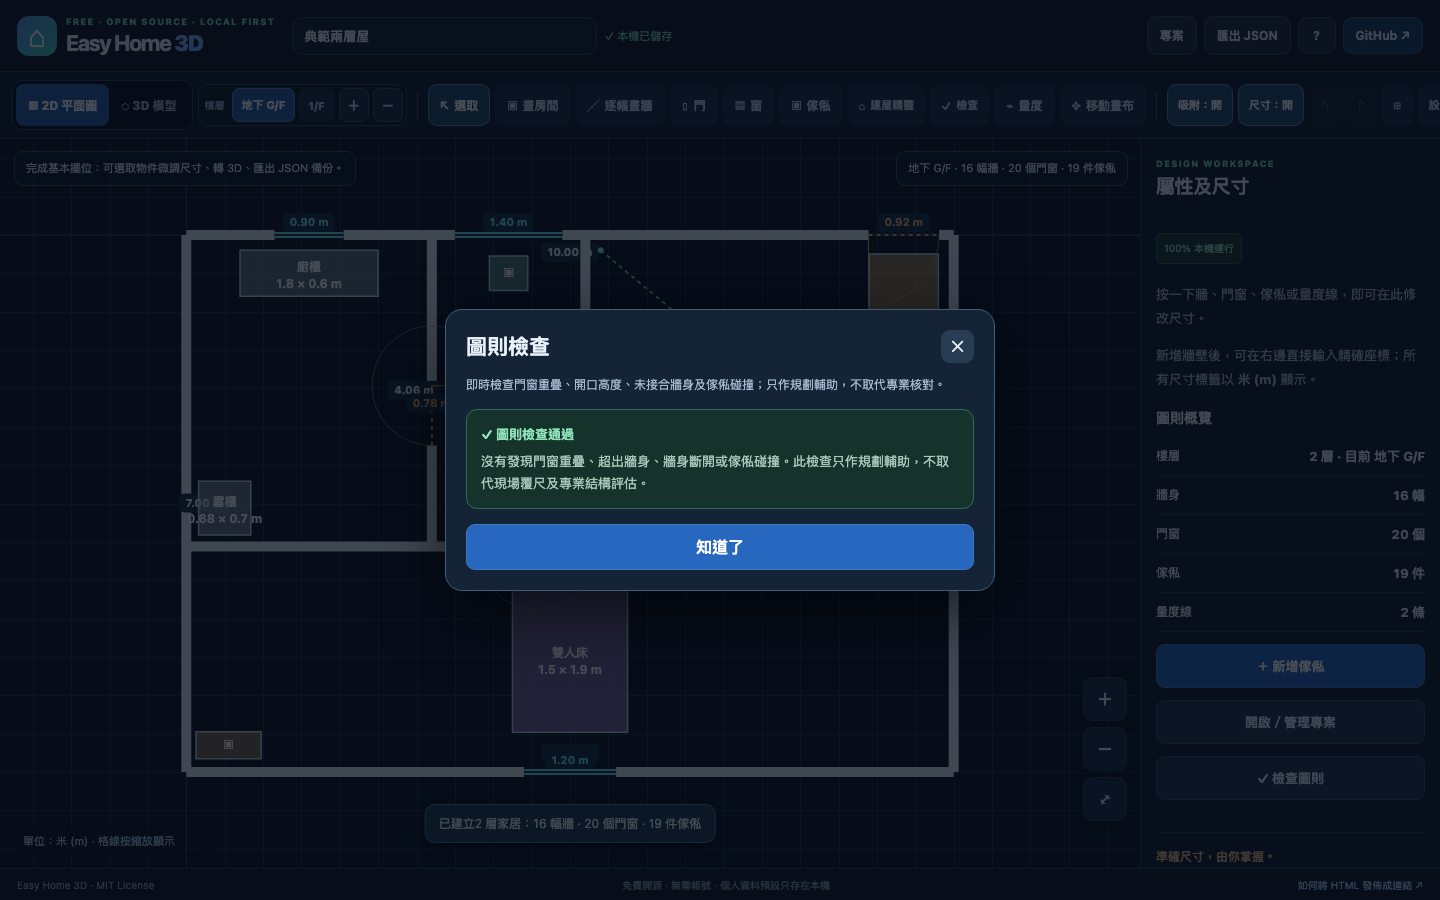 FREE · OPEN SOURCE · LOCAL FIRST
Easy Home 3D
典範兩層屋
✓ 本機已儲存
專案
匯出 JSON
?
GitHub ↗
2D 平面圖
3D 模型
樓層
地下 G/F
1/F
+
−
選取
畫房間
逐幅畫牆
門
窗
傢俬
建屋精靈
✓ 檢查
量度
移動畫布
吸附：開
尺寸：開
設
完成基本擺位：可選取物件微調尺寸、轉 3D、匯出 JSON 備份。
地下 G/F · 16 幅牆 · 20 個門窗 · 19 件傢俬
0.90 m
1.40 m
0.92 m
10.00
廚櫃
1.8 × 0.6 m
4.06 m
0.78
7.00
0.68 × 0.7 m
雙人床
1.5 × 1.9 m
1.20 m
圖則檢查
即時檢查門窗重疊、開口高度、未接合牆身及傢俬碰撞；只作規劃輔助，不取代專業核對。
✓ 圖則檢查通過
沒有發現門窗重疊、超出牆身、牆身斷開或傢俬碰撞。此檢查只作規劃輔助，不取
代現場覆尺及專業結構評估。
知道了
+
−
已建立2 層家居：16 幅牆 · 20 個門窗 · 19 件傢俬
單位：米 (m) · 格線按縮放顯示
DESIGN WORKSPACE
屬性及尺寸
100% 本機運行
按一下牆、門窗、傢俬或量度線，即可在此修
改尺寸。
新增牆壁後，可在右邊直接輸入精確座標；所
有尺寸標籤以 米 (m) 顯示。
圖則概覽
樓層 2 層 · 目前 地下 G/F
牆身 16 幅
門窗 20 個
傢俬 19 件
量度線 2 條
+ 新增傢俬
開啟 / 管理專案
✓ 檢查圖則
準確尺寸，由你掌握。
Easy Home 3D · MIT License
免費開源 · 無需帳號 · 個人資料預設只存在本機
如何將 HTML 發佈成連結 ↗